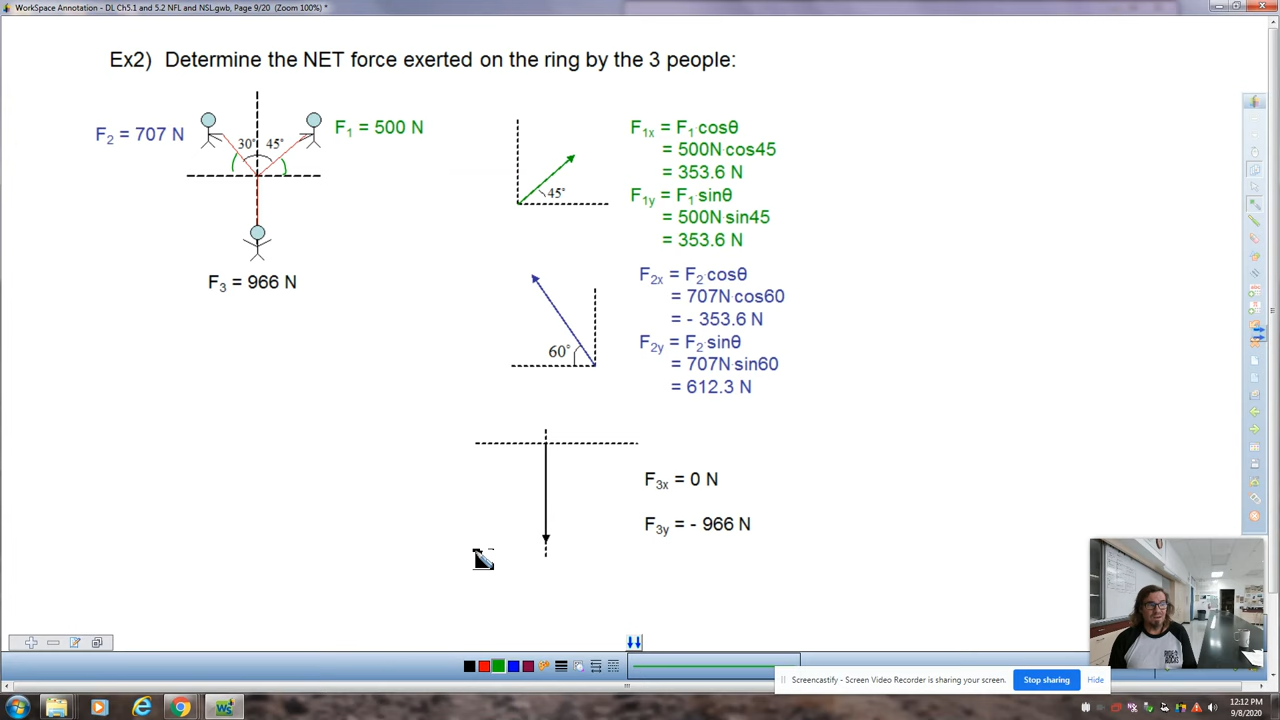 WorkSpace Annotation - DL Ch5.1 and 5.2 NFL and NSL.gwb, Page 9/20 (Zoom 100%) *
Ex2) Determine the NET force exerted on the ring by the 3 people:
F2 = 707 N
30°
45°
F1 = 500 N
F3 = 966 N
45°
F1x = F1 cosθ
= 500N cos45
= 353.6 N
F1y = F1 sinθ
= 500N sin45
= 353.6 N
60°
F2x = F2 cosθ
= 707N cos60
= - 353.6 N
F2y = F2 sinθ
= 707N sin60
= 612.3 N
F3x = 0 N
F3y = - 966 N
Screencastify - Screen Video Recorder is sharing your screen.
Stop sharing
Hide
12:12 PM
9/8/2020